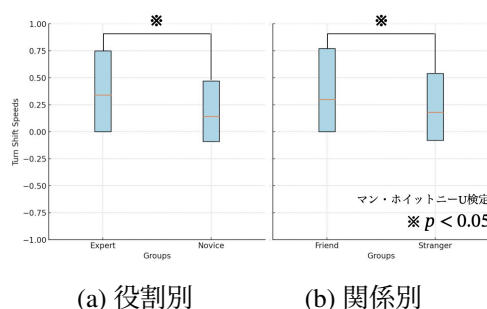 ※ ※
1.00
0.75
0.50
0.25
0.00
−0.25
−0.50
−0.75
−1.00
Turn Shift Speeds
Expert Novice
Groups
Friend Stranger
Groups
マン・ホイットニーU検定
※ p < 0.05
(a) 役割別 (b) 関係別